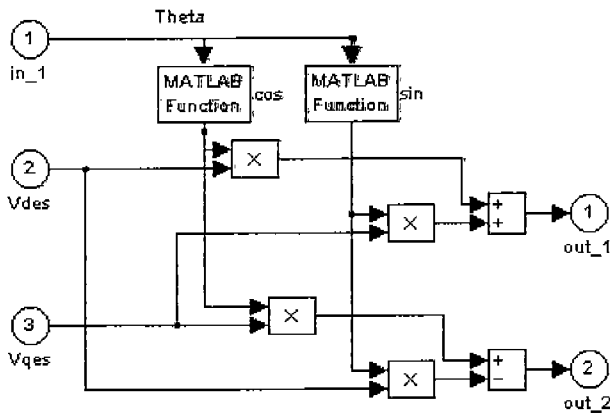 Theta
1
in_1
MATLAB
Function
cos
MATLAB
Function
sin
2
Vdes
×
+
+
1
out_1
×
3
Vqes
×
+
−
2
out_2
×